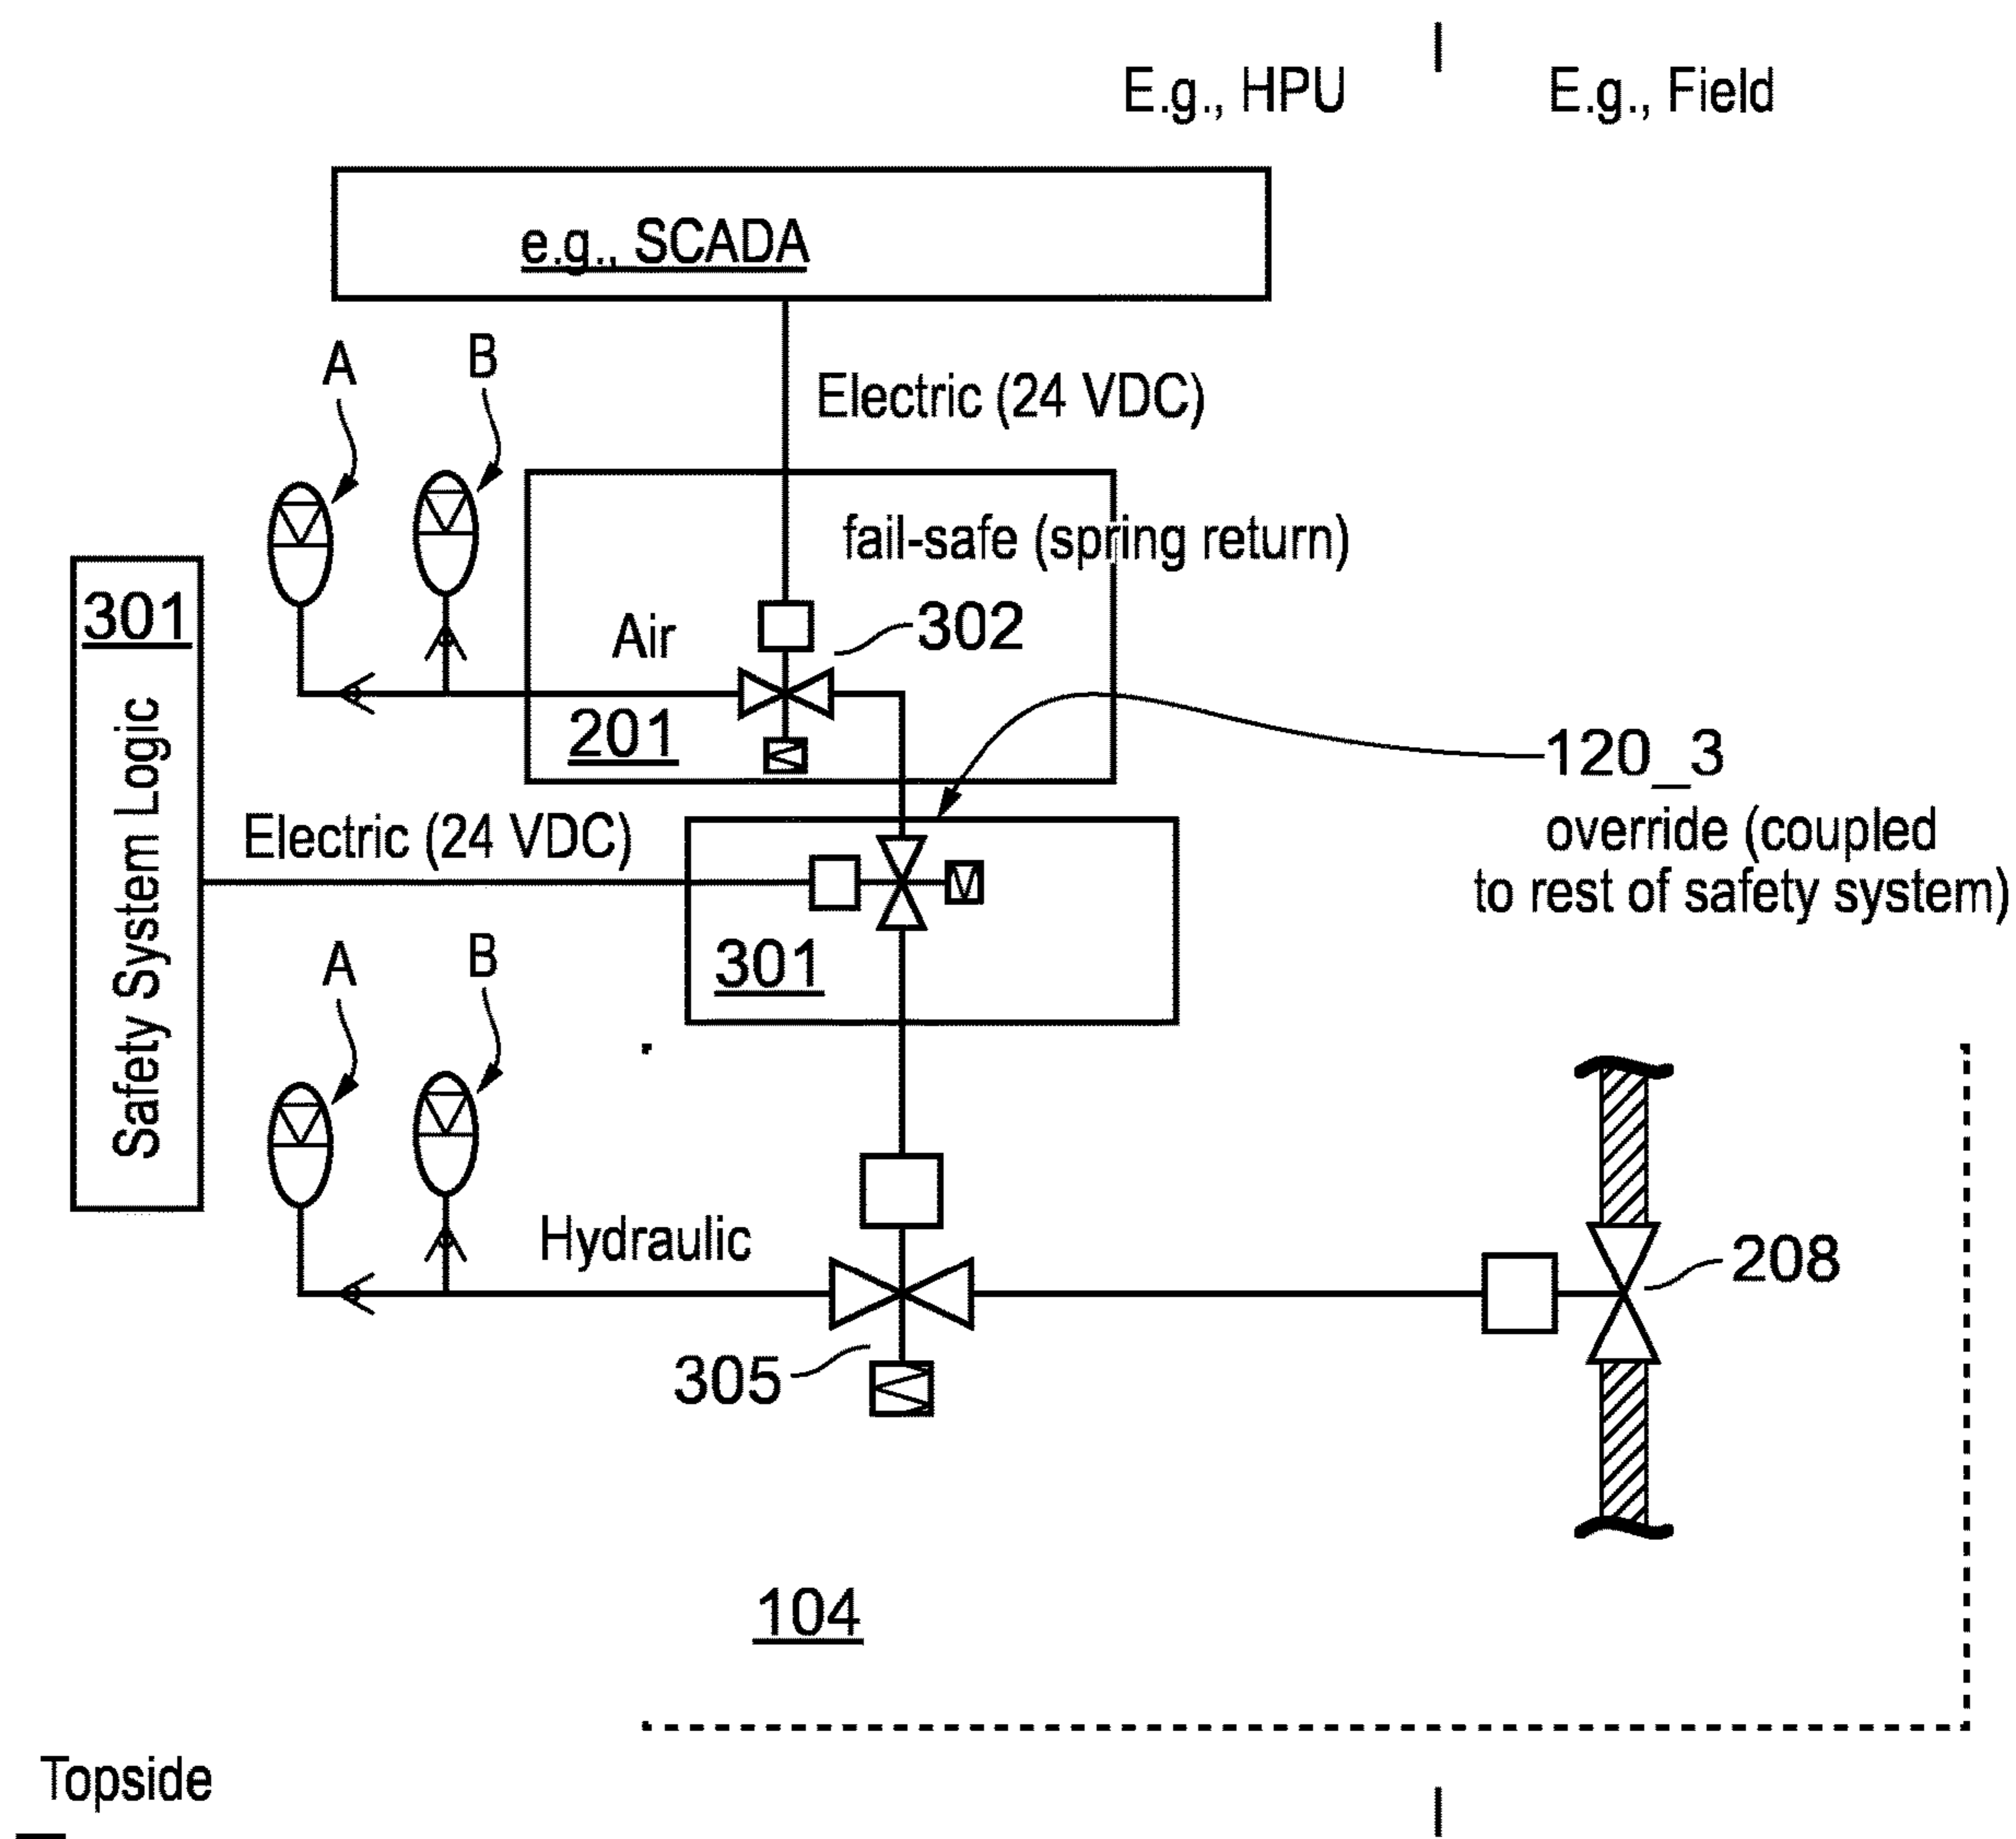 E.g., HPU
E.g., Field
e.g., SCADA
A
B
Electric (24 VDC)
fail-safe (spring return)
301
Safety System Logic
Air
302
201
120_3
override (coupled
to rest of safety system)
Electric (24 VDC)
301
A
B
Hydraulic
208
305
104
Topside